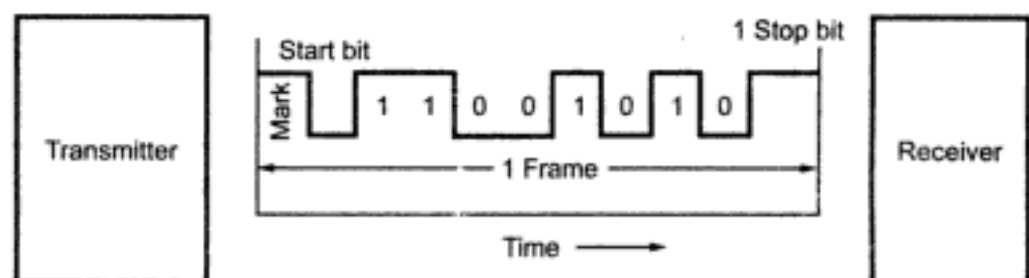 1 Stop bit
Start bit
Mark
1 1 0 0 1 0 1 0
Transmitter
Receiver
1 Frame
Time